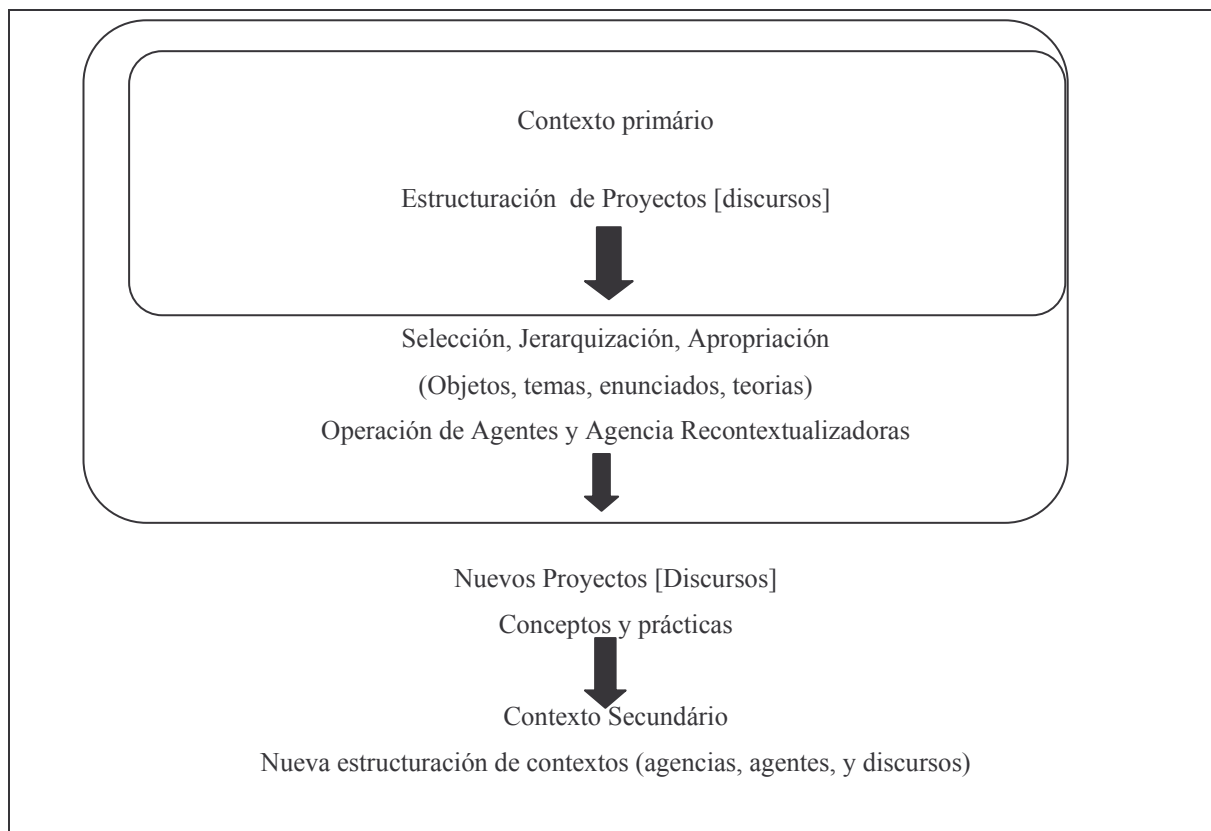 Contexto primário
Estructuración de Proyectos [discursos]
Selección, Jerarquización, Apropriación
(Objetos, temas, enunciados, teorias)
Operación de Agentes y Agencia Recontextualizadoras
Nuevos Proyectos [Discursos]
Conceptos y prácticas
Contexto Secundário
Nueva estructuración de contextos (agencias, agentes, y discursos)